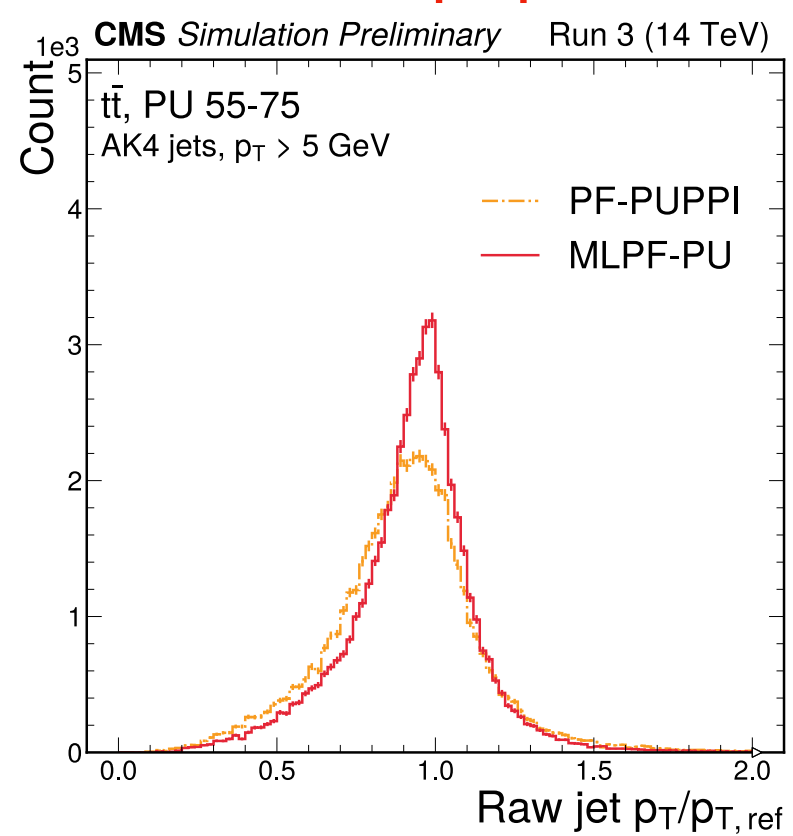 CMS Simulation Preliminary Run 3 (14 TeV)
1e3
Count
tt̄, PU 55-75
AK4 jets, pT > 5 GeV
PF-PUPPI
MLPF-PU
5
4
3
2
1
0
0.0 0.5 1.0 1.5 2.0
Raw jet pT/pT, ref